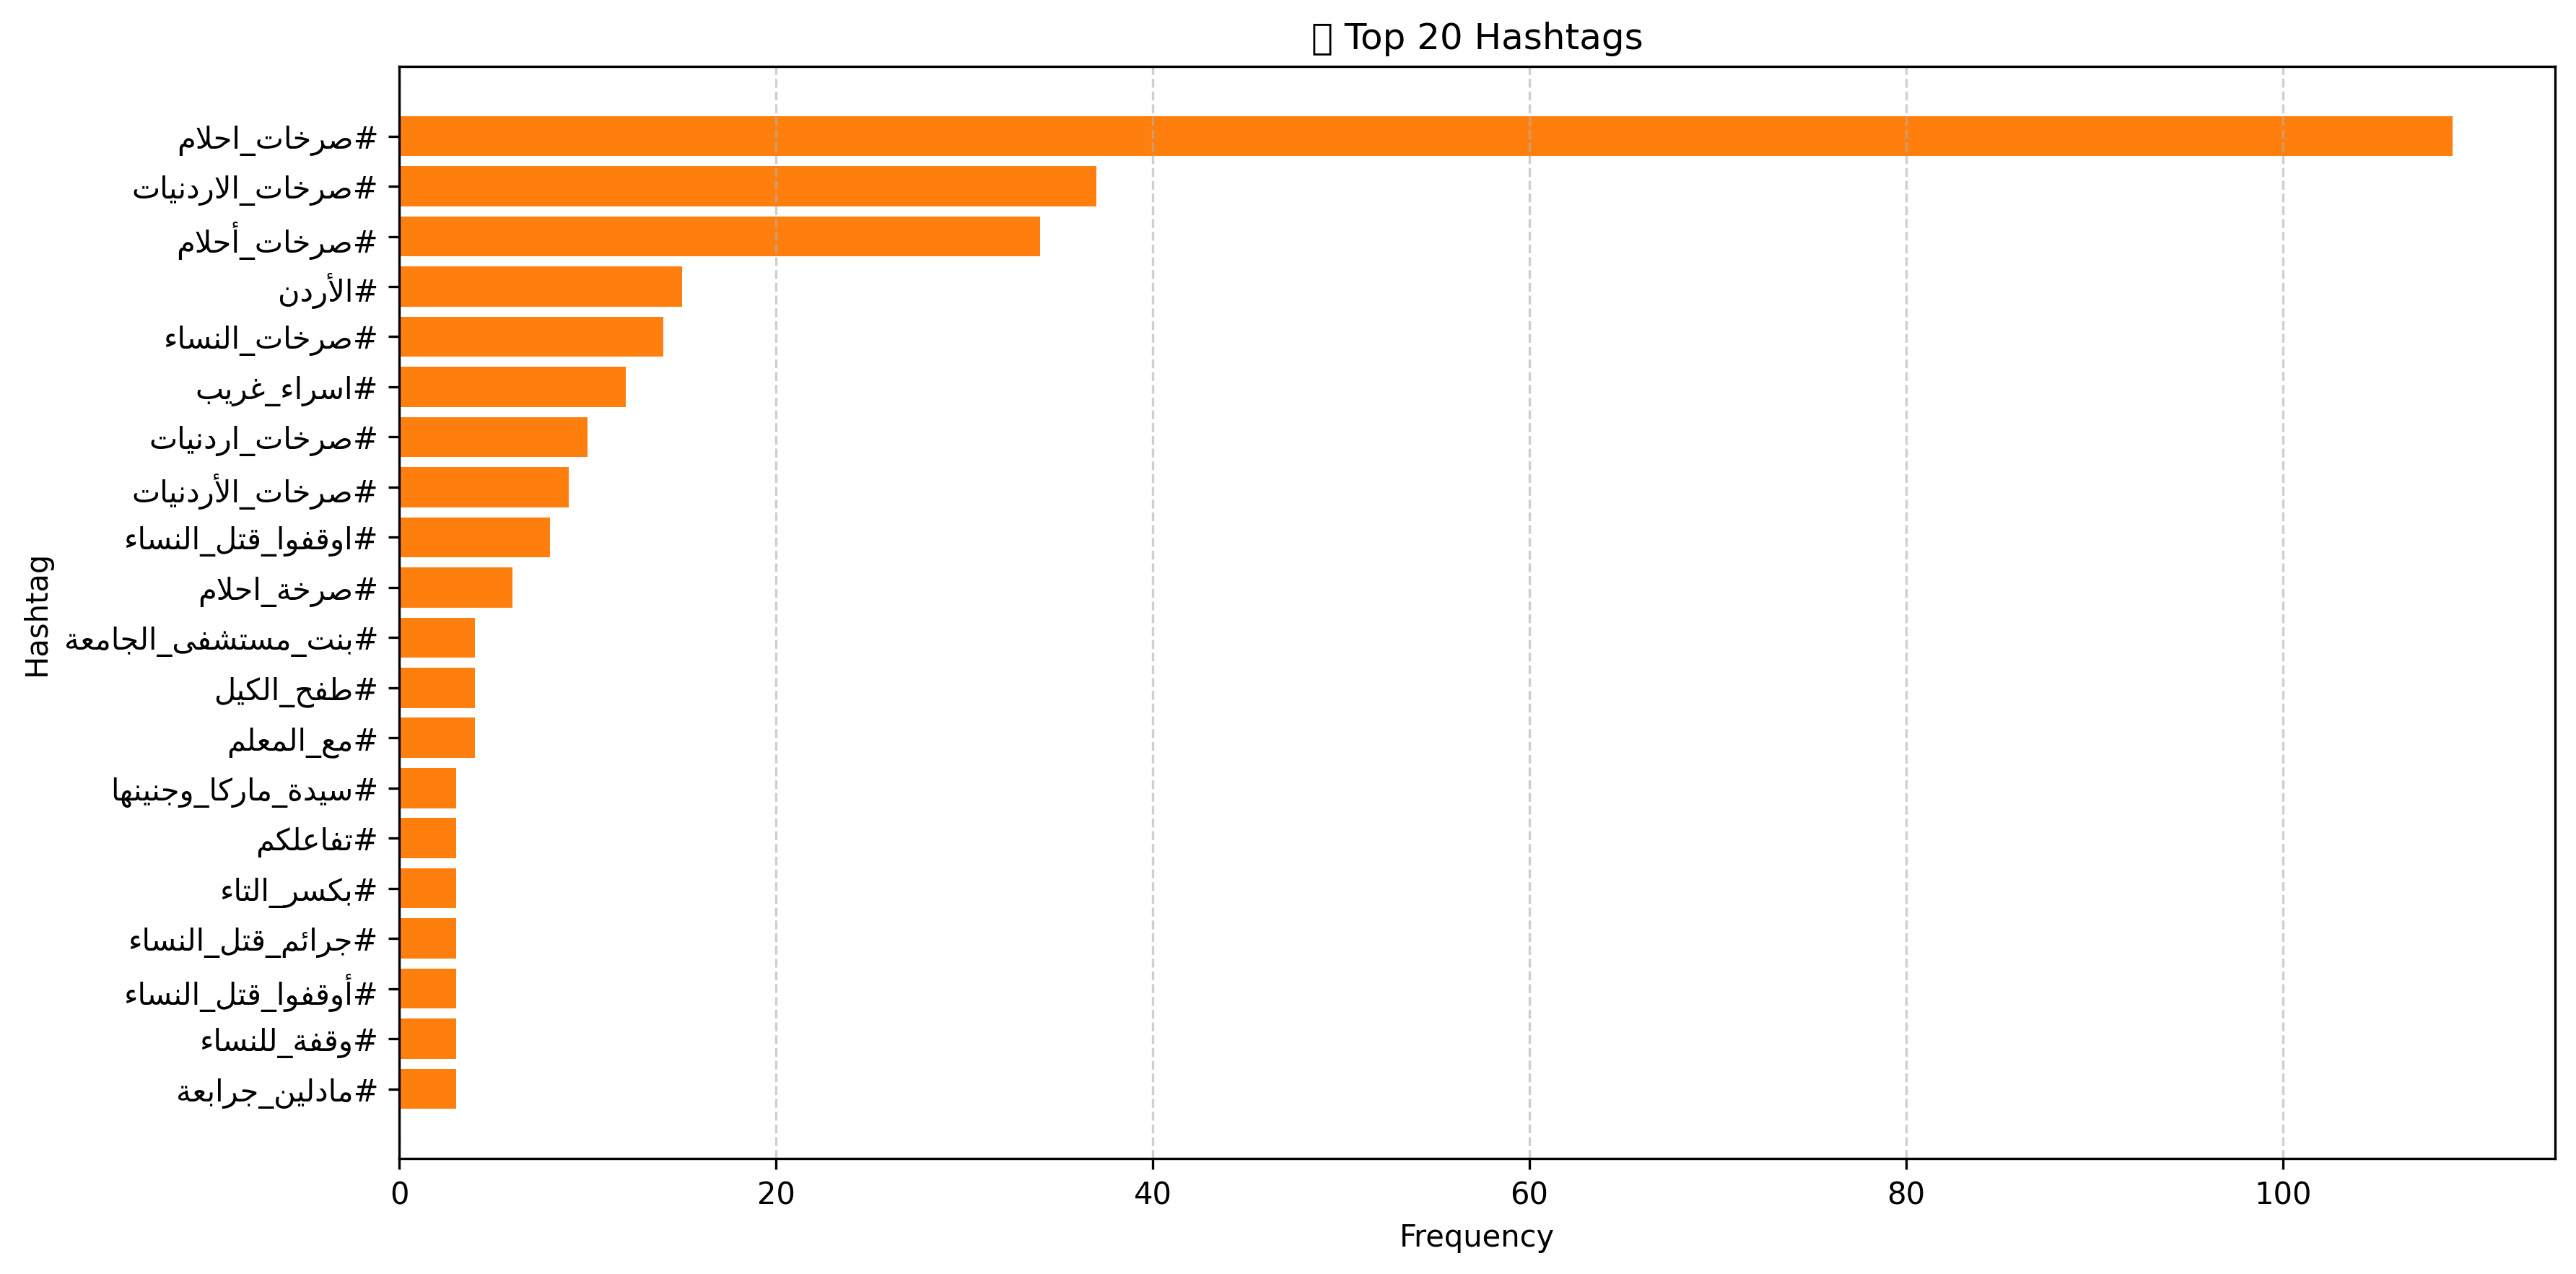 Top 20 Hashtags
#صرخات_احلام
#صرخات_الاردنيات
#صرخات_أحلام
#الأردن
#صرخات_النساء
#اسراء_غريب
#صرخات_اردنيات
#صرخات_الأردنيات
#اوقفوا_قتل_النساء
#صرخة_احلام
#بنت_مستشفى_الجامعة
#طفح_الكيل
#مع_المعلم
#سيدة_ماركا_وجنينها
#تفاعلكم
#بكسر_التاء
#جرائم_قتل_النساء
#أوقفوا_قتل_النساء
#وقفة_للنساء
#مادلين_جرابعة
Hashtag
0 20 40 60 80 100
Frequency